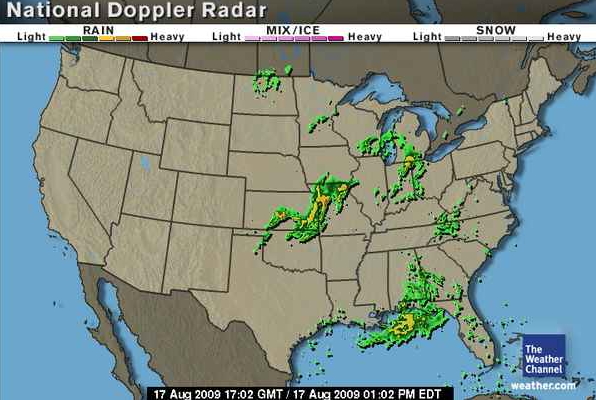 National Doppler Radar
RAIN
Light Heavy
MIX/ICE
Light Heavy
SNOW
Light Heavy
The
Weather
Channel
weather.com
17 Aug 2009 17:02 GMT / 17 Aug 2009 01:02 PM EDT